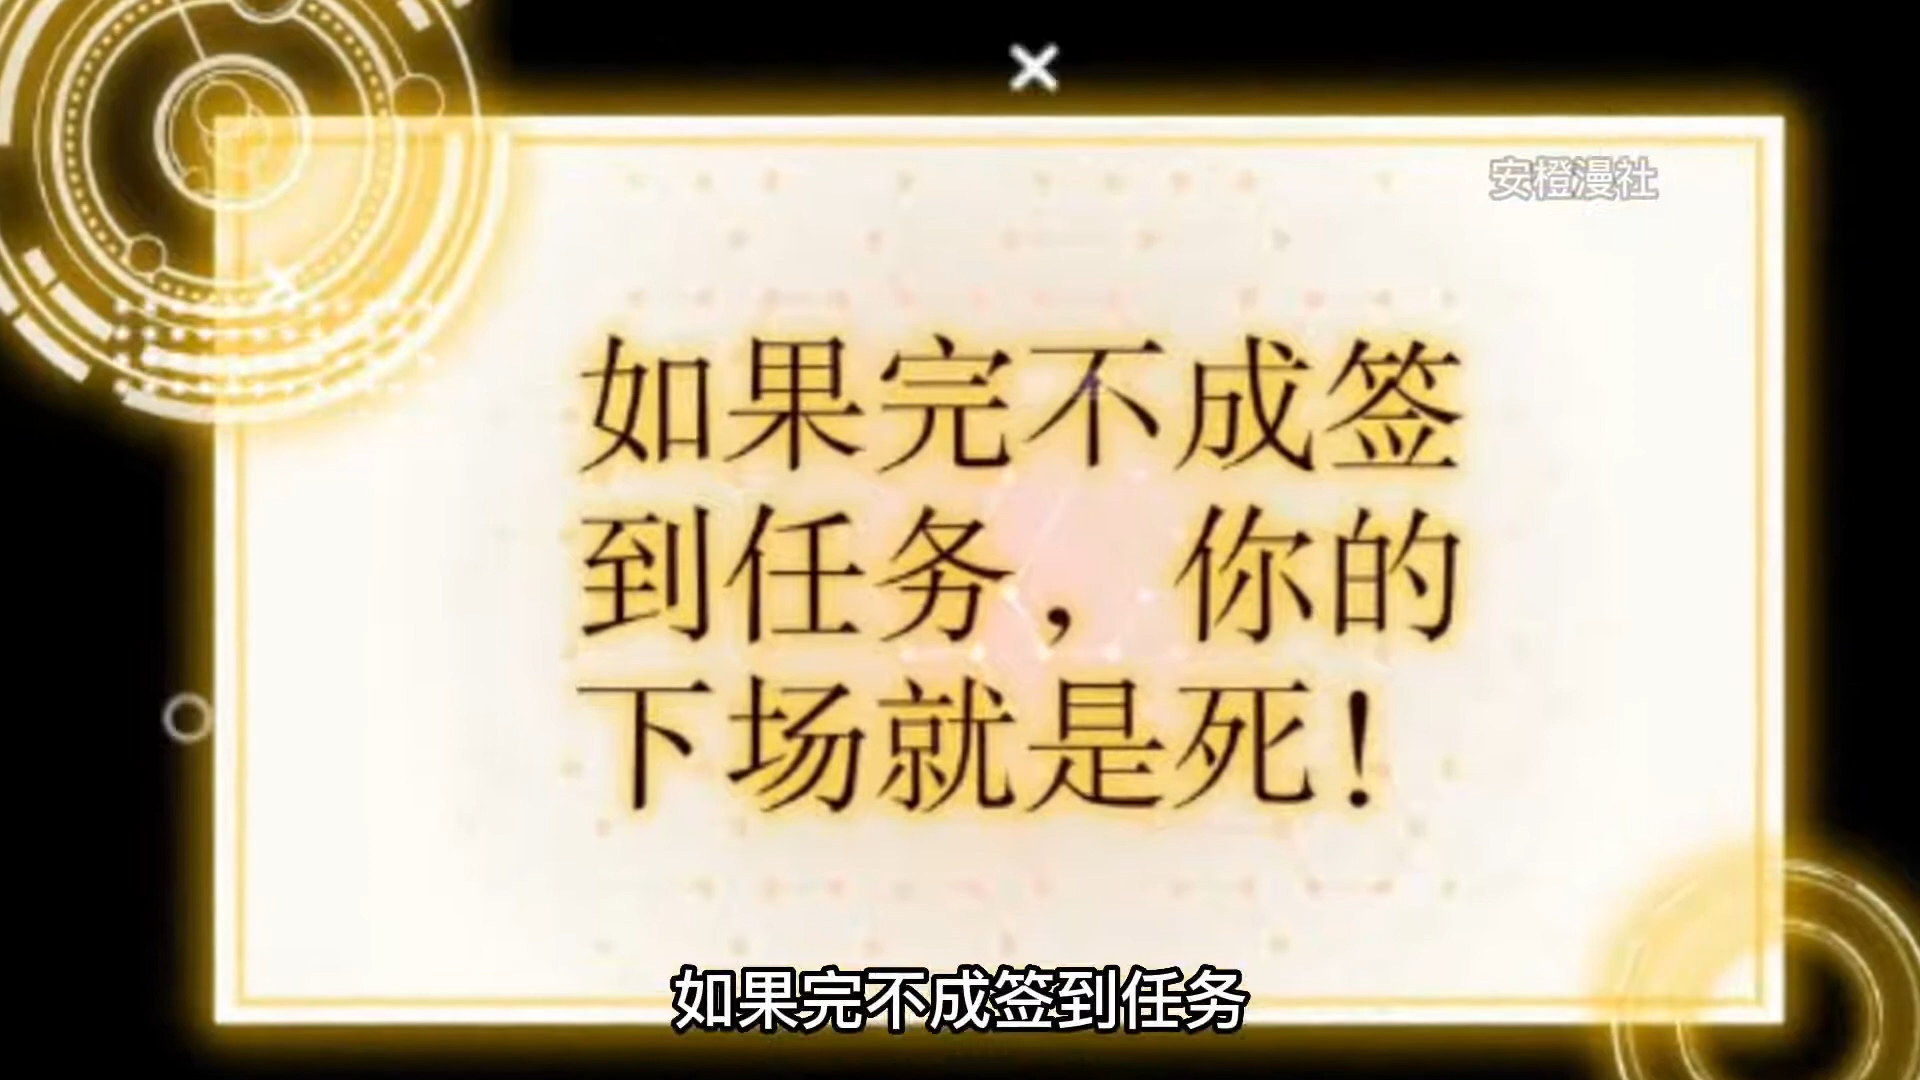 安橙漫社
如果完不成签
到任务，你的
下场就是死！
如果完不成签到任务